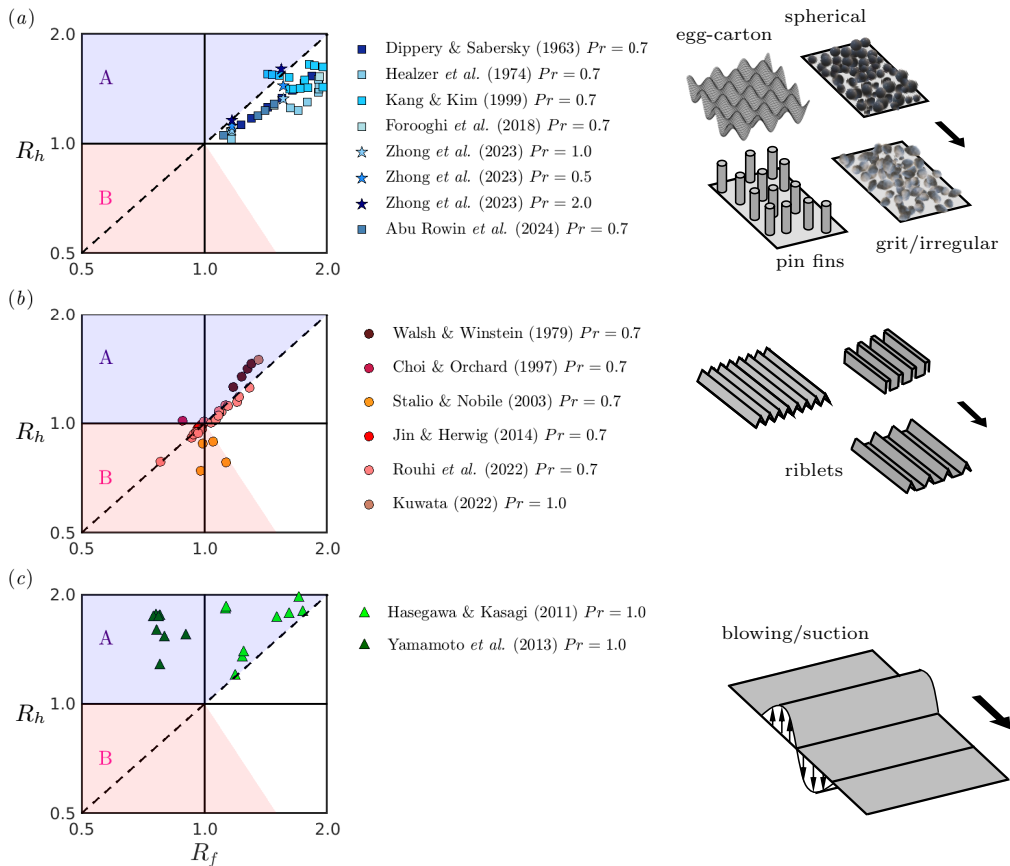 (a)
2.0
A
R_h
1.0
B
0.5
0.5
1.0
2.0
Dippery & Sabersky (1963) Pr = 0.7
Healzer et al. (1974) Pr = 0.7
Kang & Kim (1999) Pr = 0.7
Forooghi et al. (2018) Pr = 0.7
Zhong et al. (2023) Pr = 1.0
Zhong et al. (2023) Pr = 0.5
Zhong et al. (2023) Pr = 2.0
Abu Rowin et al. (2024) Pr = 0.7
spherical
egg-carton
grit/irregular
pin fins
(b)
2.0
A
R_h
1.0
B
0.5
0.5
1.0
2.0
Walsh & Winstein (1979) Pr = 0.7
Choi & Orchard (1997) Pr = 0.7
Stalio & Nobile (2003) Pr = 0.7
Jin & Herwig (2014) Pr = 0.7
Rouhi et al. (2022) Pr = 0.7
Kuwata (2022) Pr = 1.0
riblets
(c)
2.0
A
R_h
1.0
B
0.5
0.5
1.0
2.0
R_f
Hasegawa & Kasagi (2011) Pr = 1.0
Yamamoto et al. (2013) Pr = 1.0
blowing/suction